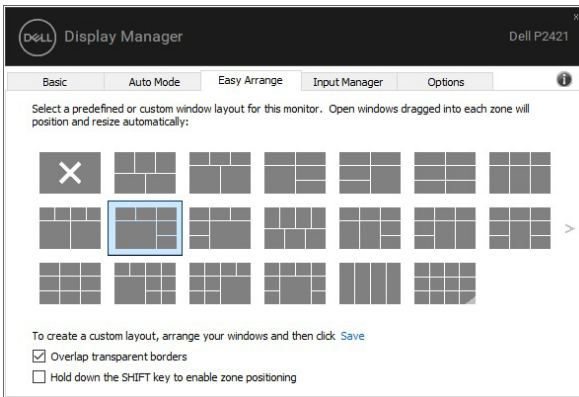 DELL Display Manager Dell P2421
Basic Auto Mode Easy Arrange Input Manager Options
Select a predefined or custom window layout for this monitor. Open windows dragged into each zone will
position and resize automatically:
To create a custom layout, arrange your windows and then click Save
Overlap transparent borders
Hold down the SHIFT key to enable zone positioning